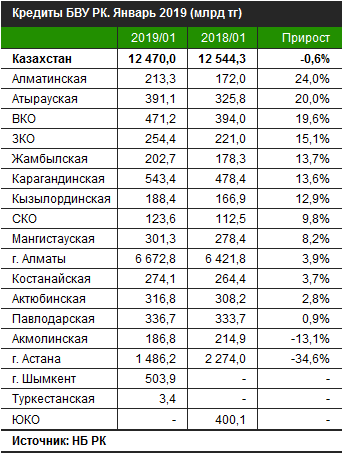 Кредиты БВУ РК. Январь 2019 (млрд тг)
2019/01 2018/01 Прирост
Казахстан 12 470,0 12 544,3 -0,6%
Алматинская 213,3 172,0 24,0%
Атырауская 391,1 325,8 20,0%
ВКО 471,2 394,0 19,6%
ЗКО 254,4 221,0 15,1%
Жамбылская 202,7 178,3 13,7%
Карагандинская 543,4 478,4 13,6%
Кызылординская 188,4 166,9 12,9%
СКО 123,6 112,5 9,8%
Мангистауская 301,3 278,4 8,2%
г. Алматы 6 672,8 6 421,8 3,9%
Костанайская 274,1 264,4 3,7%
Актюбинская 316,8 308,2 2,8%
Павлодарская 336,7 333,7 0,9%
Акмолинская 186,8 214,9 -13,1%
г. Астана 1 486,2 2 274,0 -34,6%
г. Шымкент 503,9 - -
Туркестанская 3,4 - -
ЮКО - 400,1 -
Источник: НБ РК